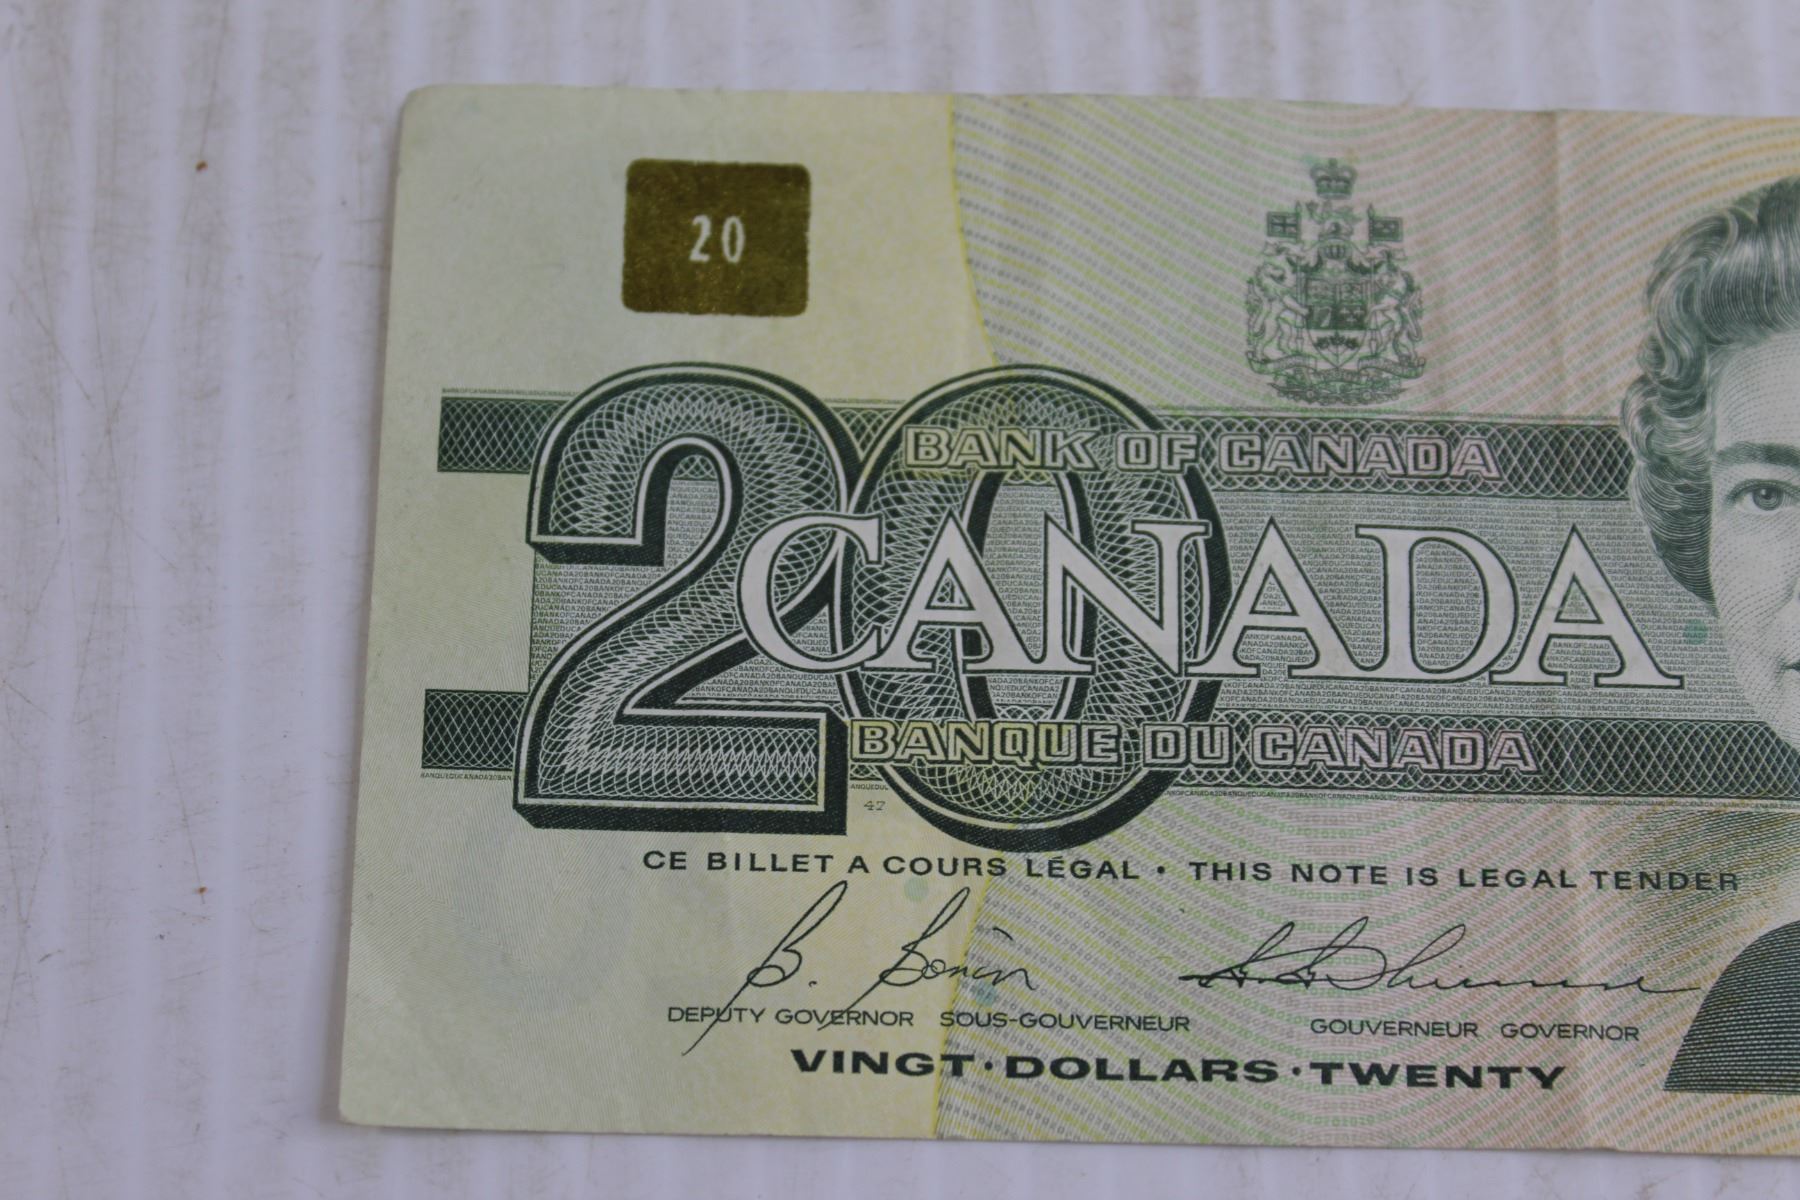 20
BANK OF CANADA
20
CANADA
BANQUE DU CANADA
47
CE BILLET A COURS LÉGAL • THIS NOTE IS LEGAL TENDER
B. Bonin
DEPUTY GOVERNOR SOUS-GOUVERNEUR
GOUVERNEUR GOVERNOR
VINGT·DOLLARS·TWENTY